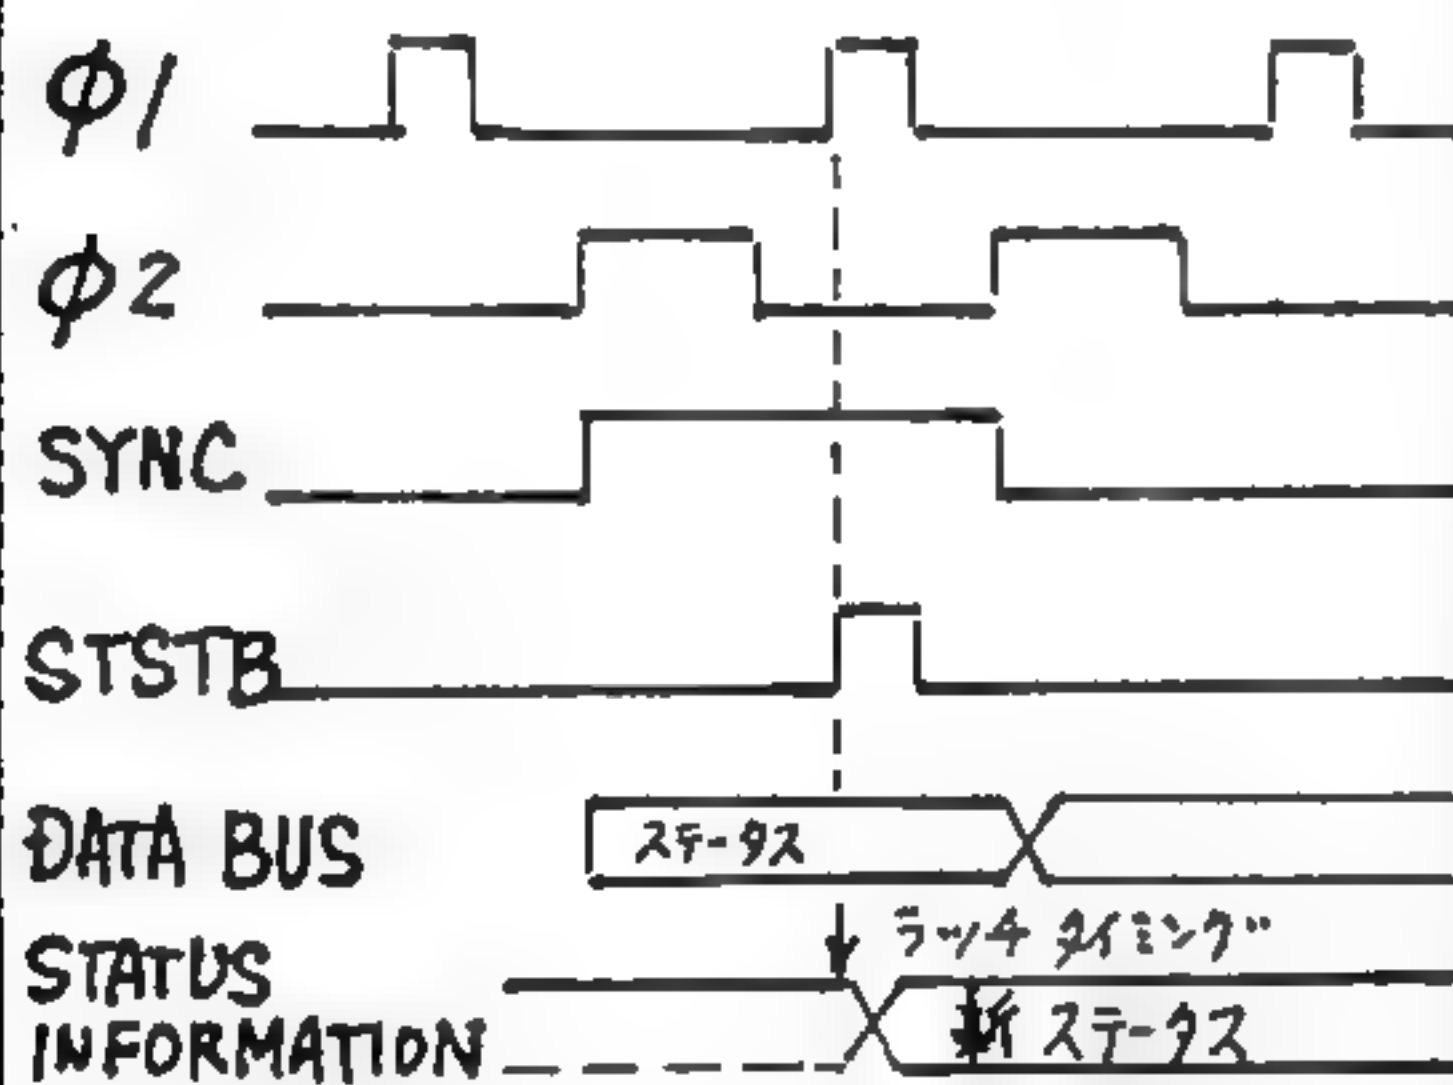 φ1
φ2
SYNC
STSTB
DATA BUS
ステータス
ラッチ タイミング
STATUS
INFORMATION
新 ステータス